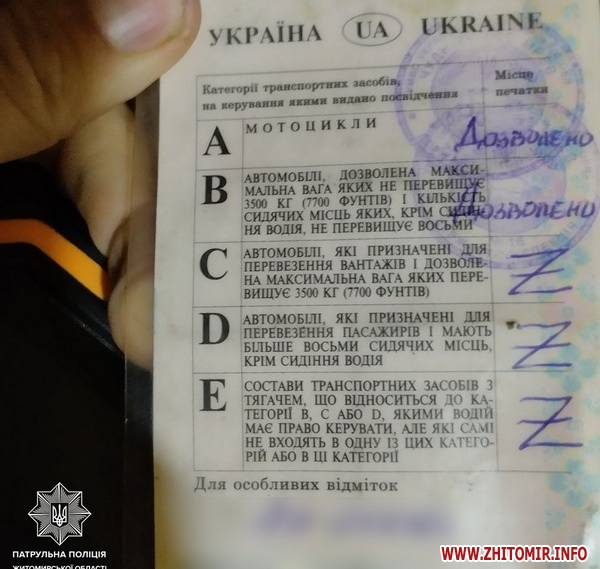 УКРАЇНА UA UKRAINE
Категорії транспортних засобів,
на керування якими видано посвідчення
Місце
печатки
A МОТОЦИКЛИ
Дозволено
B АВТОМОБІЛІ, ДОЗВОЛЕНА МАКСИ-
МАЛЬНА ВАГА ЯКИХ НЕ ПЕРЕВИЩУЄ
3500 КГ (7700 ФУНТІВ) І КІЛЬКІСТЬ
СИДЯЧИХ МІСЦЬ ЯКИХ, КРІМ СИДІН-
НЯ ВОДІЯ, НЕ ПЕРЕВИЩУЄ ВОСЬМИ
Дозволено
C АВТОМОБІЛІ, ЯКІ ПРИЗНАЧЕНІ ДЛЯ
ПЕРЕВЕЗЕННЯ ВАНТАЖІВ І ДОЗВОЛЕ-
НА МАКСИМАЛЬНА ВАГА ЯКИХ ПЕРЕ-
ВИЩУЄ 3500 КГ (7700 ФУНТІВ)
Z
D АВТОМОБІЛІ, ЯКІ ПРИЗНАЧЕНІ ДЛЯ
ПЕРЕВЕЗЕННЯ ПАСАЖИРІВ І МАЮТЬ
БІЛЬШЕ ВОСЬМИ СИДЯЧИХ МІСЦЬ,
КРІМ СИДІННЯ ВОДІЯ
Z
E СОСТАВИ ТРАНСПОРТНИХ ЗАСОБІВ З
ТЯГАЧЕМ, ЩО ВІДНОСИТЬСЯ ДО КА-
ТЕГОРІЇ B, C АБО D, ЯКИМИ ВОДІЙ
МАЄ ПРАВО КЕРУВАТИ, АЛЕ ЯКІ САМІ
НЕ ВХОДЯТЬ В ОДНУ ІЗ ЦИХ КАТЕГО-
РІЙ АБО В ЦІ КАТЕГОРІЇ
Z
Для особливих відміток
ПАТРУЛЬНА ПОЛІЦІЯ
ЖИТОМИРСЬКОЇ ОБЛАСТІ
WWW.ZHITOMIR.INFO